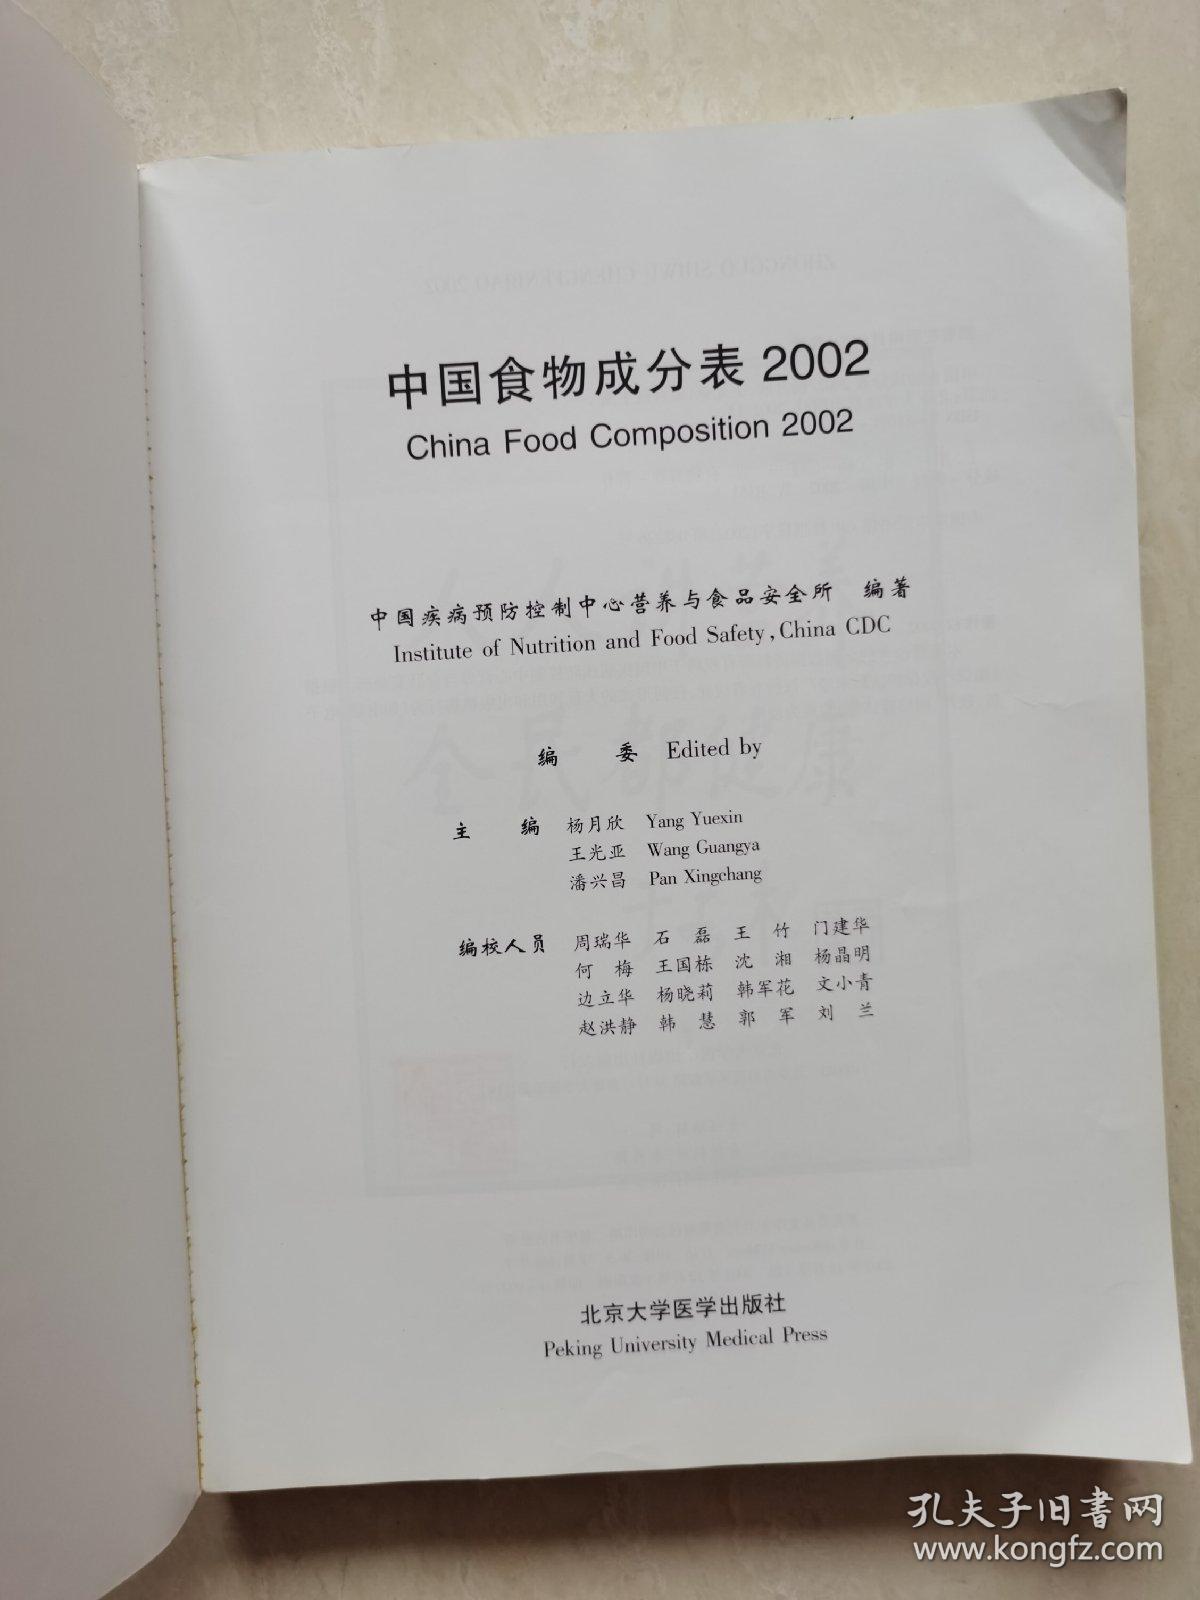 中国食物成分表 2002
China Food Composition 2002
中国疾病预防控制中心营养与食品安全所 编著
Institute of Nutrition and Food Safety, China CDC
编 委 Edited by
主 编 杨月欣 Yang Yuexin
王光亚 Wang Guangya
潘兴昌 Pan Xingchang
编校人员 周瑞华 石 磊 王 竹 门建华
何 梅 王国栋 沈 湘 杨晶明
边立华 杨晓莉 韩军花 文小青
赵洪静 韩 慧 郭 军 刘 兰
北京大学医学出版社
Peking University Medical Press
孔夫子旧书网
www.kongfz.com